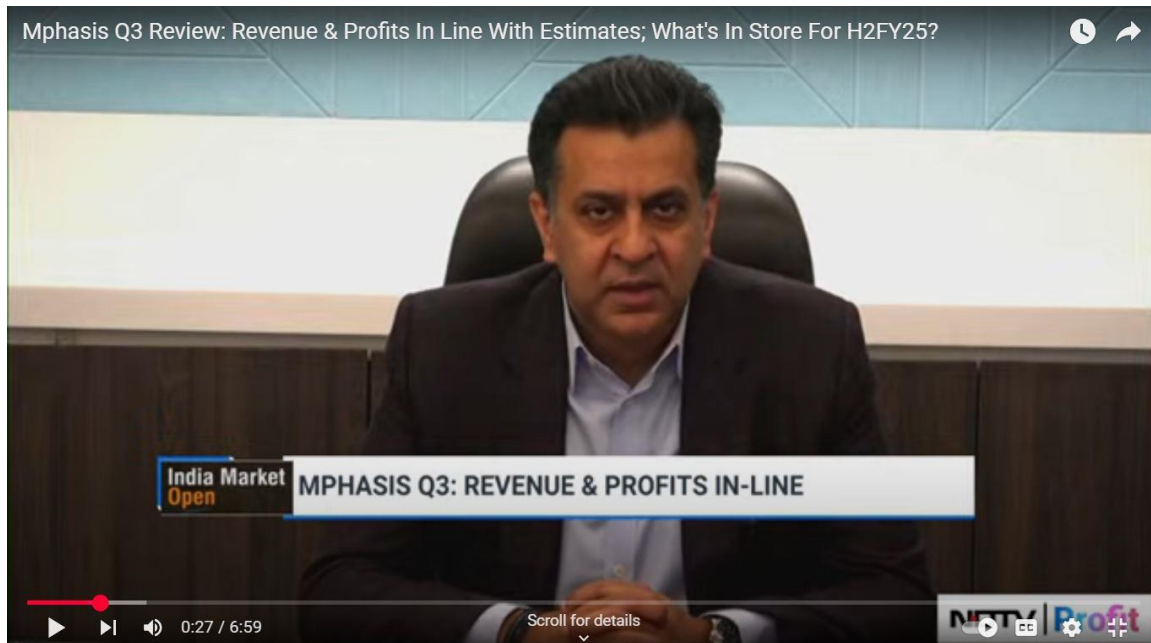 Mphasis Q3 Review: Revenue & Profits In Line With Estimates; What's In Store For H2FY25?
India Market
Open
MPHASIS Q3: REVENUE & PROFITS IN-LINE
0:27 / 6:59
Scroll for details
NDTV | Profit
CC